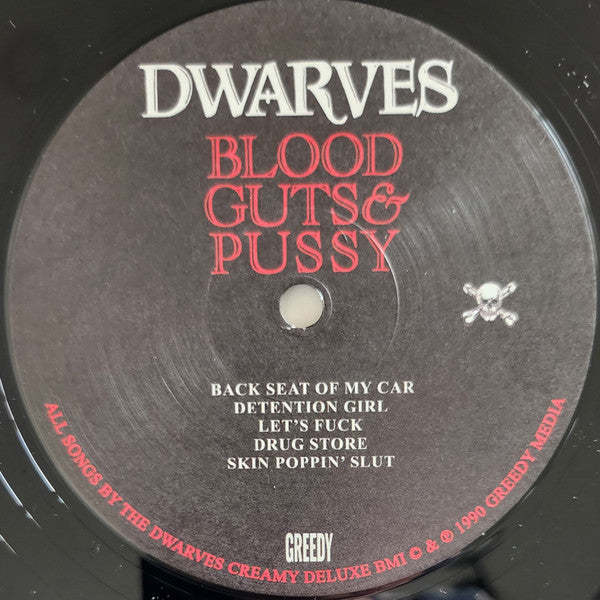 DWARVES
BLOOD
GUTS &
PUSSY
BACK SEAT OF MY CAR
DETENTION GIRL
LET'S FUCK
DRUG STORE
SKIN POPPIN' SLUT
GREEDY
ALL SONGS BY THE DWARVES CREAMY DELUXE BMI © & ℗ 1990 GREEDY MEDIA